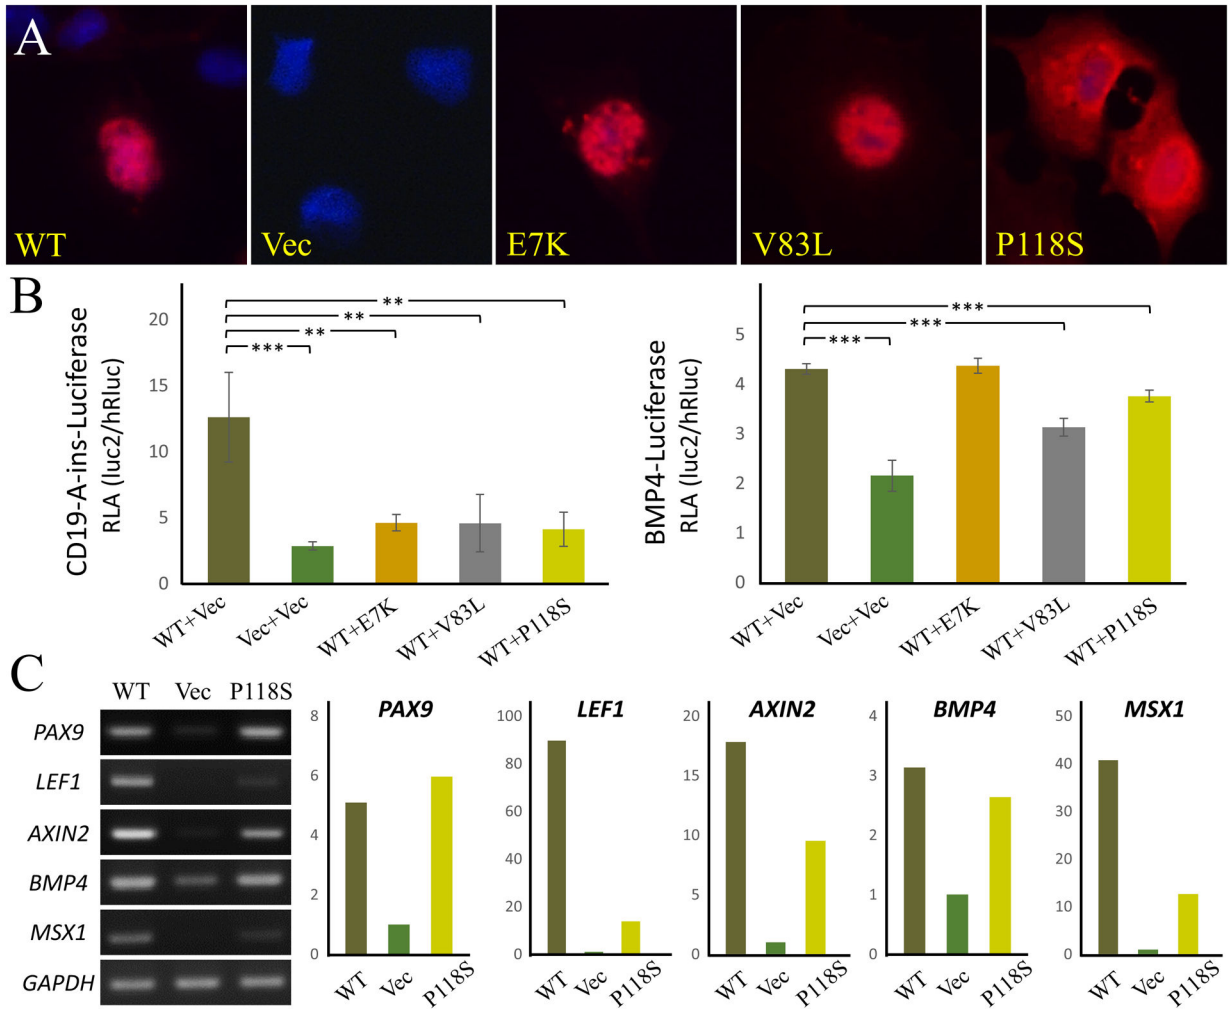 A
WT
Vec
E7K
V83L
P118S
B
CD19-A-ins-Luciferase
RLA (luc2/hRluc)
20
15
10
5
0
**
**
**
***
WT+Vec
Vec+Vec
WT+E7K
WT+V83L
WT+P118S
BMP4-Luciferase
RLA (luc2/hRluc)
5
4
3
2
1
0
***
***
***
WT+Vec
Vec+Vec
WT+E7K
WT+V83L
WT+P118S
C
WT Vec P118S
PAX9
LEF1
AXIN2
BMP4
MSX1
GAPDH
PAX9
8
6
4
2
0
WT
Vec
P118S
LEF1
100
80
60
40
20
0
WT
Vec
P118S
AXIN2
20
15
10
5
0
WT
Vec
P118S
BMP4
4
3
2
1
0
WT
Vec
P118S
MSX1
50
40
30
20
10
0
WT
Vec
P118S